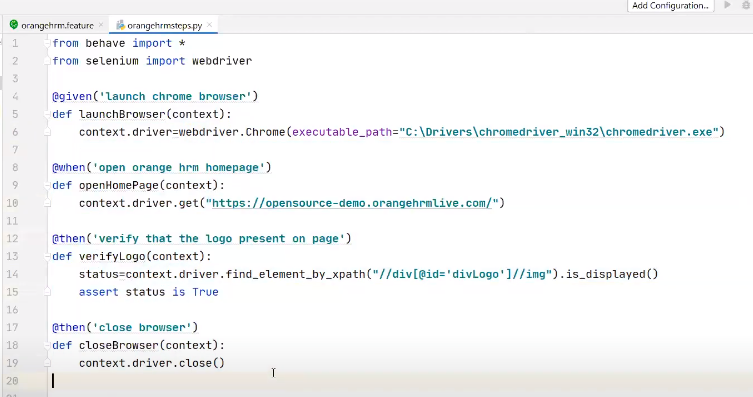 Add Configuration...
orangehrm.feature × orangehrmsteps.py ×
1 from behave import *
2 from selenium import webdriver
3
4 @given('launch chrome browser')
5 def launchBrowser(context):
6 context.driver=webdriver.Chrome(executable_path="C:\Drivers\chromedriver_win32\chromedriver.exe")
7
8 @when('open orange hrm homepage')
9 def openHomePage(context):
10 context.driver.get("https://opensource-demo.orangehrmlive.com/")
11
12 @then('verify that the logo present on page')
13 def verifyLogo(context):
14 status=context.driver.find_element_by_xpath("//div[@id='divLogo']//img").is_displayed()
15 assert status is True
16
17 @then('close browser')
18 def closeBrowser(context):
19 context.driver.close()
20